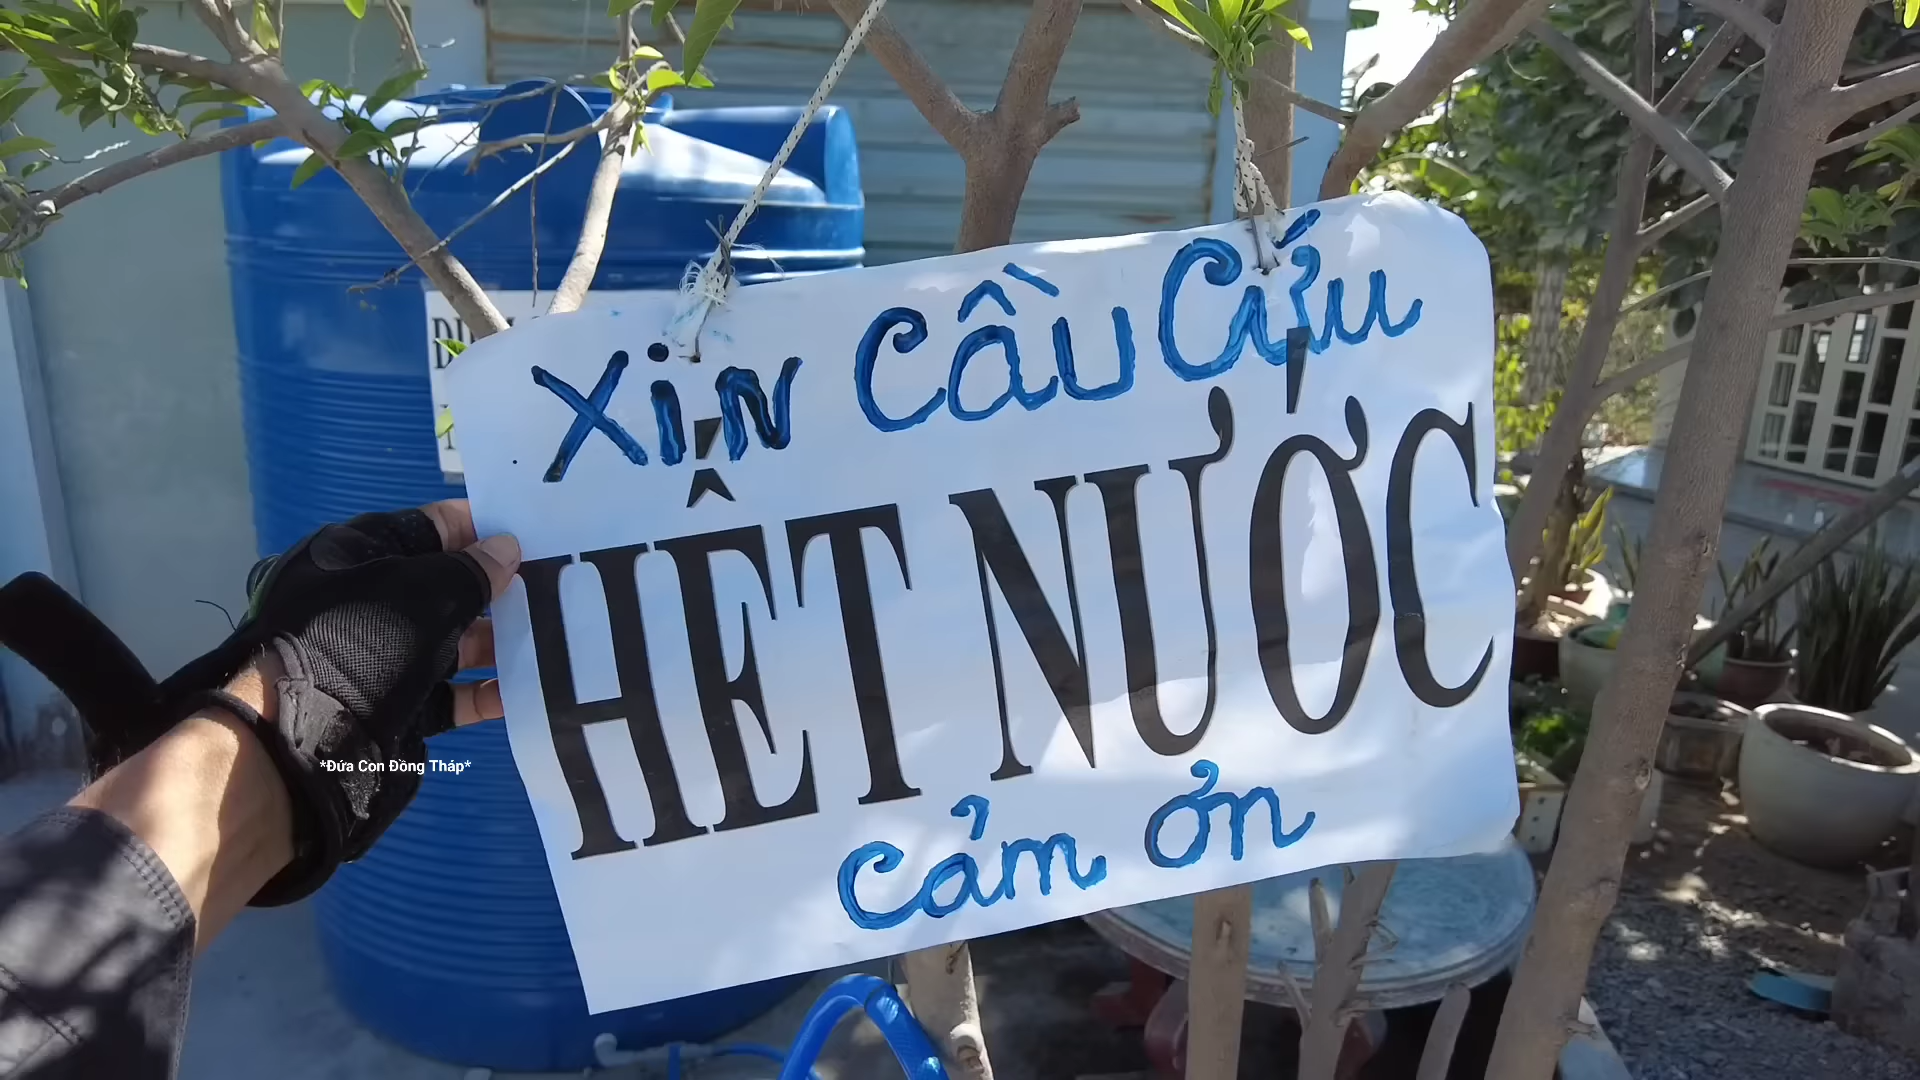 Xin Cầu Cứu
HẾT NƯỚC
cảm ơn
*Đứa Con Đồng Tháp*